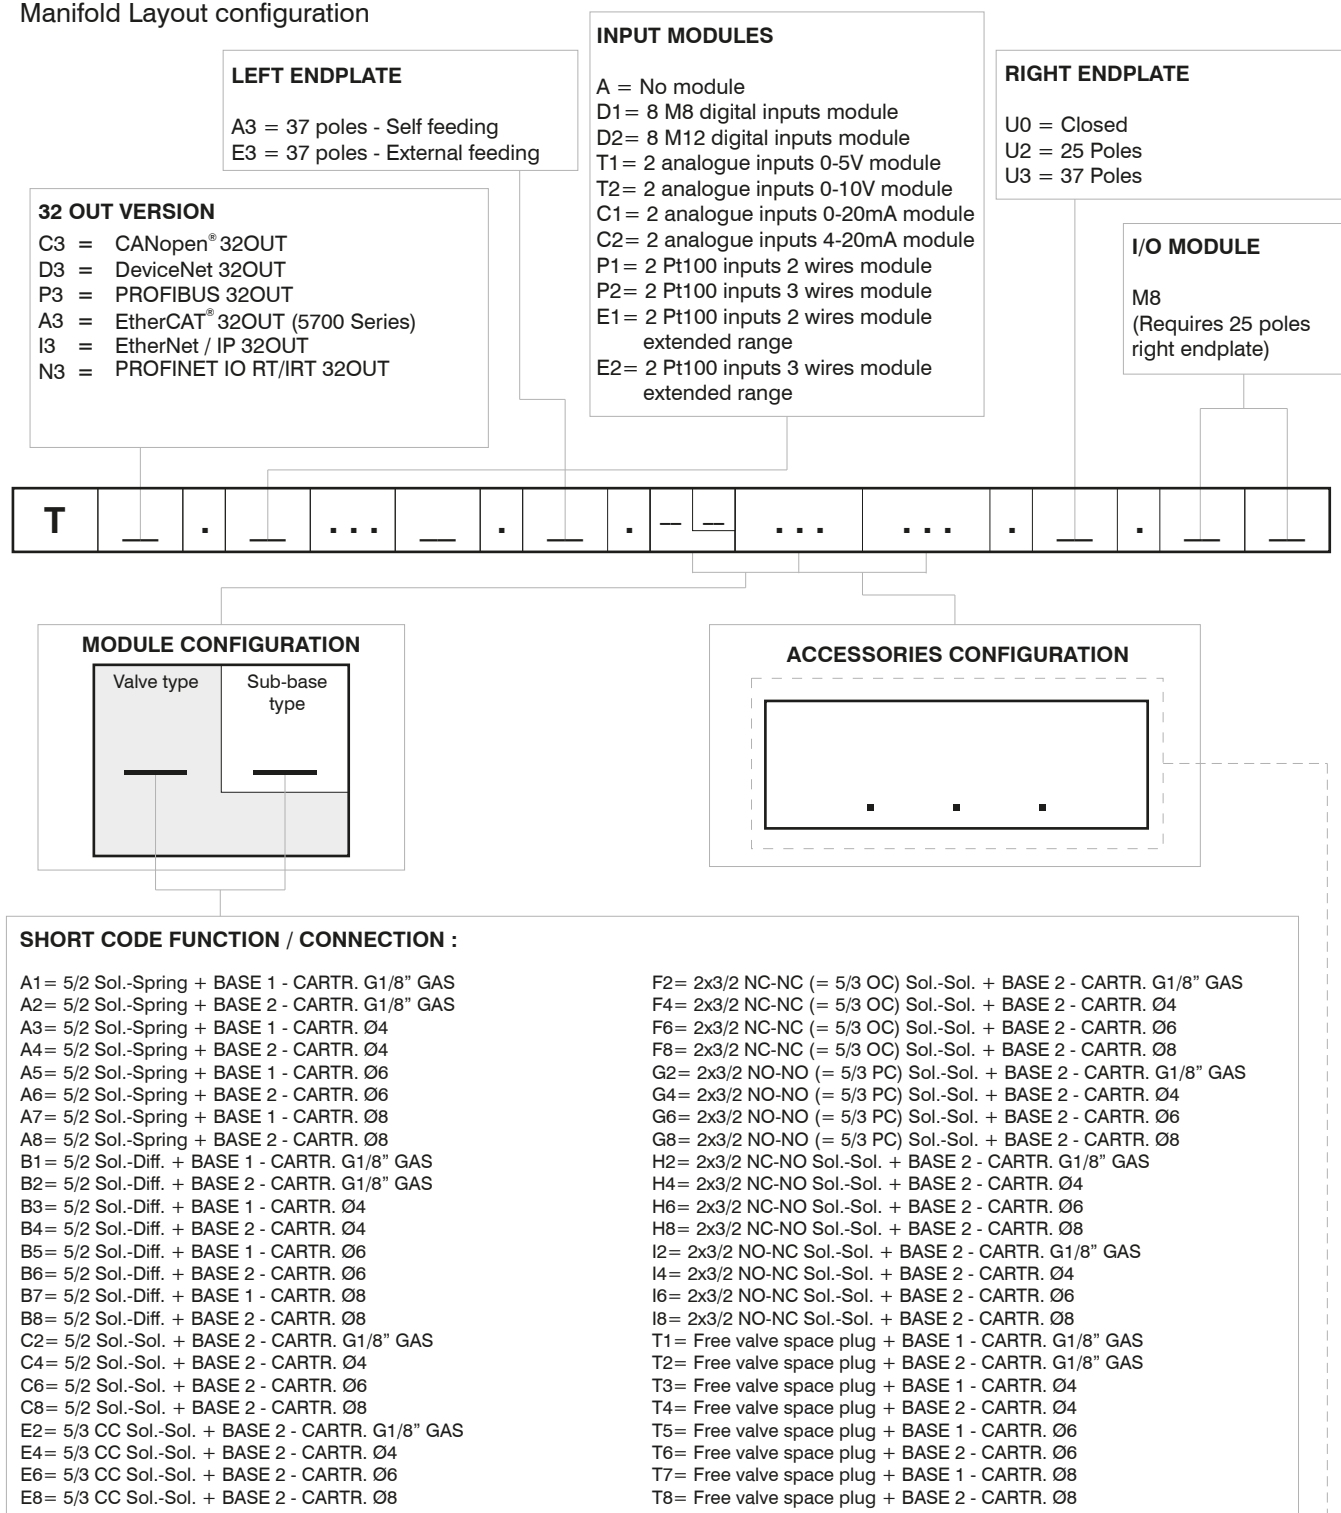 Manifold Layout configuration
LEFT ENDPLATE
A3 = 37 poles - Self feeding
E3 = 37 poles - External feeding
INPUT MODULES
A = No module
D1= 8 M8 digital inputs module
D2= 8 M12 digital inputs module
T1= 2 analogue inputs 0-5V module
T2= 2 analogue inputs 0-10V module
C1= 2 analogue inputs 0-20mA module
C2= 2 analogue inputs 4-20mA module
P1= 2 Pt100 inputs 2 wires module
P2= 2 Pt100 inputs 3 wires module
E1= 2 Pt100 inputs 2 wires module
extended range
E2= 2 Pt100 inputs 3 wires module
extended range
RIGHT ENDPLATE
U0 = Closed
U2 = 25 Poles
U3 = 37 Poles
32 OUT VERSION
C3 = CANopen® 32OUT
D3 = DeviceNet 32OUT
P3 = PROFIBUS 32OUT
A3 = EtherCAT® 32OUT (5700 Series)
I3 = EtherNet / IP 32OUT
N3 = PROFINET IO RT/IRT 32OUT
I/O MODULE
M8
(Requires 25 poles
right endplate)
T __ . __ ... __ . __ . __ __ ... ... . __ . __ __
MODULE CONFIGURATION
Valve type
Sub-base
type
ACCESSORIES CONFIGURATION
. . .
SHORT CODE FUNCTION / CONNECTION :
A1= 5/2 Sol.-Spring + BASE 1 - CARTR. G1/8” GAS
A2= 5/2 Sol.-Spring + BASE 2 - CARTR. G1/8” GAS
A3= 5/2 Sol.-Spring + BASE 1 - CARTR. Ø4
A4= 5/2 Sol.-Spring + BASE 2 - CARTR. Ø4
A5= 5/2 Sol.-Spring + BASE 1 - CARTR. Ø6
A6= 5/2 Sol.-Spring + BASE 2 - CARTR. Ø6
A7= 5/2 Sol.-Spring + BASE 1 - CARTR. Ø8
A8= 5/2 Sol.-Spring + BASE 2 - CARTR. Ø8
B1= 5/2 Sol.-Diff. + BASE 1 - CARTR. G1/8” GAS
B2= 5/2 Sol.-Diff. + BASE 2 - CARTR. G1/8” GAS
B3= 5/2 Sol.-Diff. + BASE 1 - CARTR. Ø4
B4= 5/2 Sol.-Diff. + BASE 2 - CARTR. Ø4
B5= 5/2 Sol.-Diff. + BASE 1 - CARTR. Ø6
B6= 5/2 Sol.-Diff. + BASE 2 - CARTR. Ø6
B7= 5/2 Sol.-Diff. + BASE 1 - CARTR. Ø8
B8= 5/2 Sol.-Diff. + BASE 2 - CARTR. Ø8
C2= 5/2 Sol.-Sol. + BASE 2 - CARTR. G1/8” GAS
C4= 5/2 Sol.-Sol. + BASE 2 - CARTR. Ø4
C6= 5/2 Sol.-Sol. + BASE 2 - CARTR. Ø6
C8= 5/2 Sol.-Sol. + BASE 2 - CARTR. Ø8
E2= 5/3 CC Sol.-Sol. + BASE 2 - CARTR. G1/8” GAS
E4= 5/3 CC Sol.-Sol. + BASE 2 - CARTR. Ø4
E6= 5/3 CC Sol.-Sol. + BASE 2 - CARTR. Ø6
E8= 5/3 CC Sol.-Sol. + BASE 2 - CARTR. Ø8
F2= 2x3/2 NC-NC (= 5/3 OC) Sol.-Sol. + BASE 2 - CARTR. G1/8” GAS
F4= 2x3/2 NC-NC (= 5/3 OC) Sol.-Sol. + BASE 2 - CARTR. Ø4
F6= 2x3/2 NC-NC (= 5/3 OC) Sol.-Sol. + BASE 2 - CARTR. Ø6
F8= 2x3/2 NC-NC (= 5/3 OC) Sol.-Sol. + BASE 2 - CARTR. Ø8
G2= 2x3/2 NO-NO (= 5/3 PC) Sol.-Sol. + BASE 2 - CARTR. G1/8” GAS
G4= 2x3/2 NO-NO (= 5/3 PC) Sol.-Sol. + BASE 2 - CARTR. Ø4
G6= 2x3/2 NO-NO (= 5/3 PC) Sol.-Sol. + BASE 2 - CARTR. Ø6
G8= 2x3/2 NO-NO (= 5/3 PC) Sol.-Sol. + BASE 2 - CARTR. Ø8
H2= 2x3/2 NC-NO Sol.-Sol. + BASE 2 - CARTR. G1/8” GAS
H4= 2x3/2 NC-NO Sol.-Sol. + BASE 2 - CARTR. Ø4
H6= 2x3/2 NC-NO Sol.-Sol. + BASE 2 - CARTR. Ø6
H8= 2x3/2 NC-NO Sol.-Sol. + BASE 2 - CARTR. Ø8
I2= 2x3/2 NO-NC Sol.-Sol. + BASE 2 - CARTR. G1/8” GAS
I4= 2x3/2 NO-NC Sol.-Sol. + BASE 2 - CARTR. Ø4
I6= 2x3/2 NO-NC Sol.-Sol. + BASE 2 - CARTR. Ø6
I8= 2x3/2 NO-NC Sol.-Sol. + BASE 2 - CARTR. Ø8
T1= Free valve space plug + BASE 1 - CARTR. G1/8” GAS
T2= Free valve space plug + BASE 2 - CARTR. G1/8” GAS
T3= Free valve space plug + BASE 1 - CARTR. Ø4
T4= Free valve space plug + BASE 2 - CARTR. Ø4
T5= Free valve space plug + BASE 1 - CARTR. Ø6
T6= Free valve space plug + BASE 2 - CARTR. Ø6
T7= Free valve space plug + BASE 1 - CARTR. Ø8
T8= Free valve space plug + BASE 2 - CARTR. Ø8